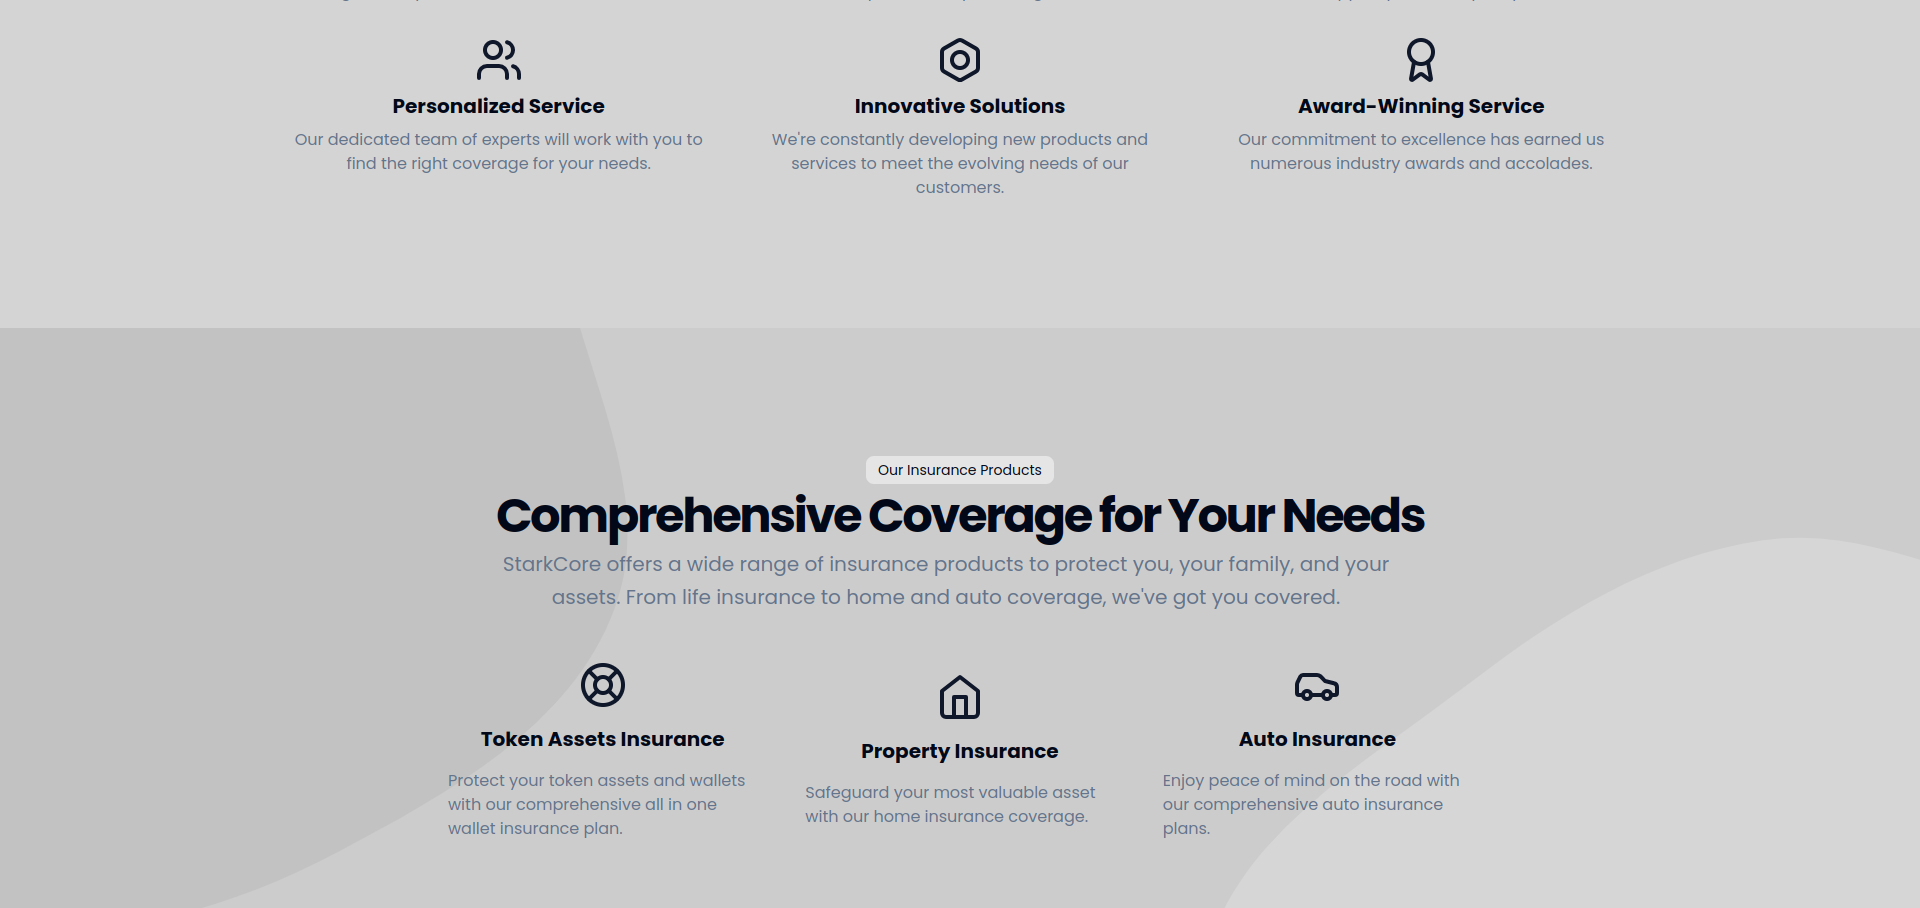 Personalized Service
Our dedicated team of experts will work with you to
find the right coverage for your needs.
Innovative Solutions
We're constantly developing new products and
services to meet the evolving needs of our
customers.
Award-Winning Service
Our commitment to excellence has earned us
numerous industry awards and accolades.
Our Insurance Products
Comprehensive Coverage for Your Needs
StarkCore offers a wide range of insurance products to protect you, your family, and your
assets. From life insurance to home and auto coverage, we've got you covered.
Token Assets Insurance
Protect your token assets and wallets
with our comprehensive all in one
wallet insurance plan.
Property Insurance
Safeguard your most valuable asset
with our home insurance coverage.
Auto Insurance
Enjoy peace of mind on the road with
our comprehensive auto insurance
plans.